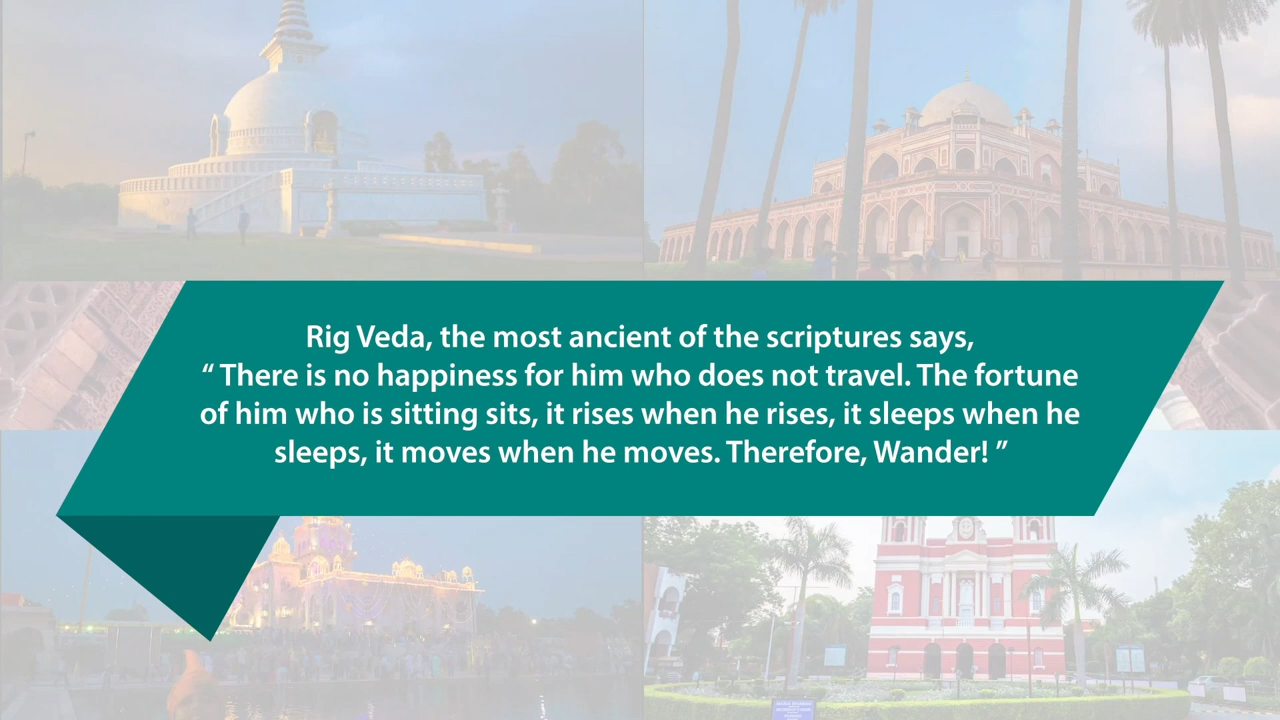 Rig Veda, the most ancient of the scriptures says,
“ There is no happiness for him who does not travel. The fortune
of him who is sitting sits, it rises when he rises, it sleeps when he
sleeps, it moves when he moves. Therefore, Wander! ”